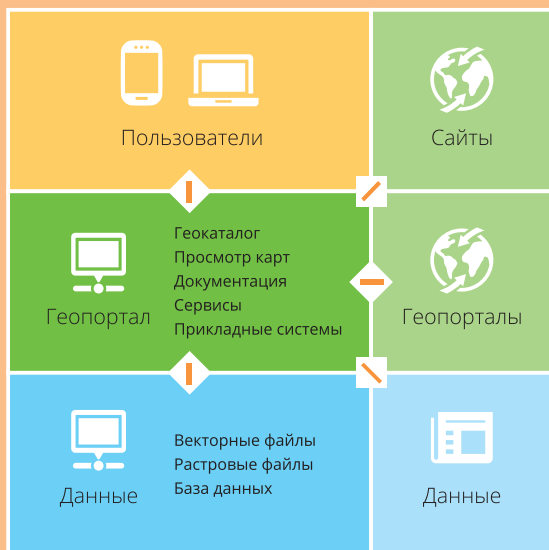 Пользователи
Сайты
Геопортал
Геокаталог
Просмотр карт
Документация
Сервисы
Прикладные системы
Геопорталы
Данные
Векторные файлы
Растровые файлы
База данных
Данные